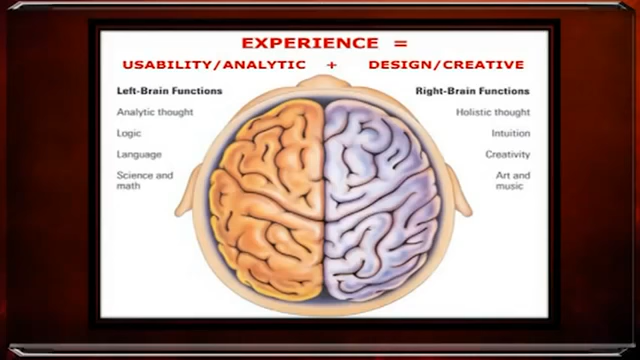 EXPERIENCE =
USABILITY/ANALYTIC + DESIGN/CREATIVE
Left-Brain Functions
Analytic thought
Logic
Language
Science and
math
Right-Brain Functions
Holistic thought
Intuition
Creativity
Art and
music